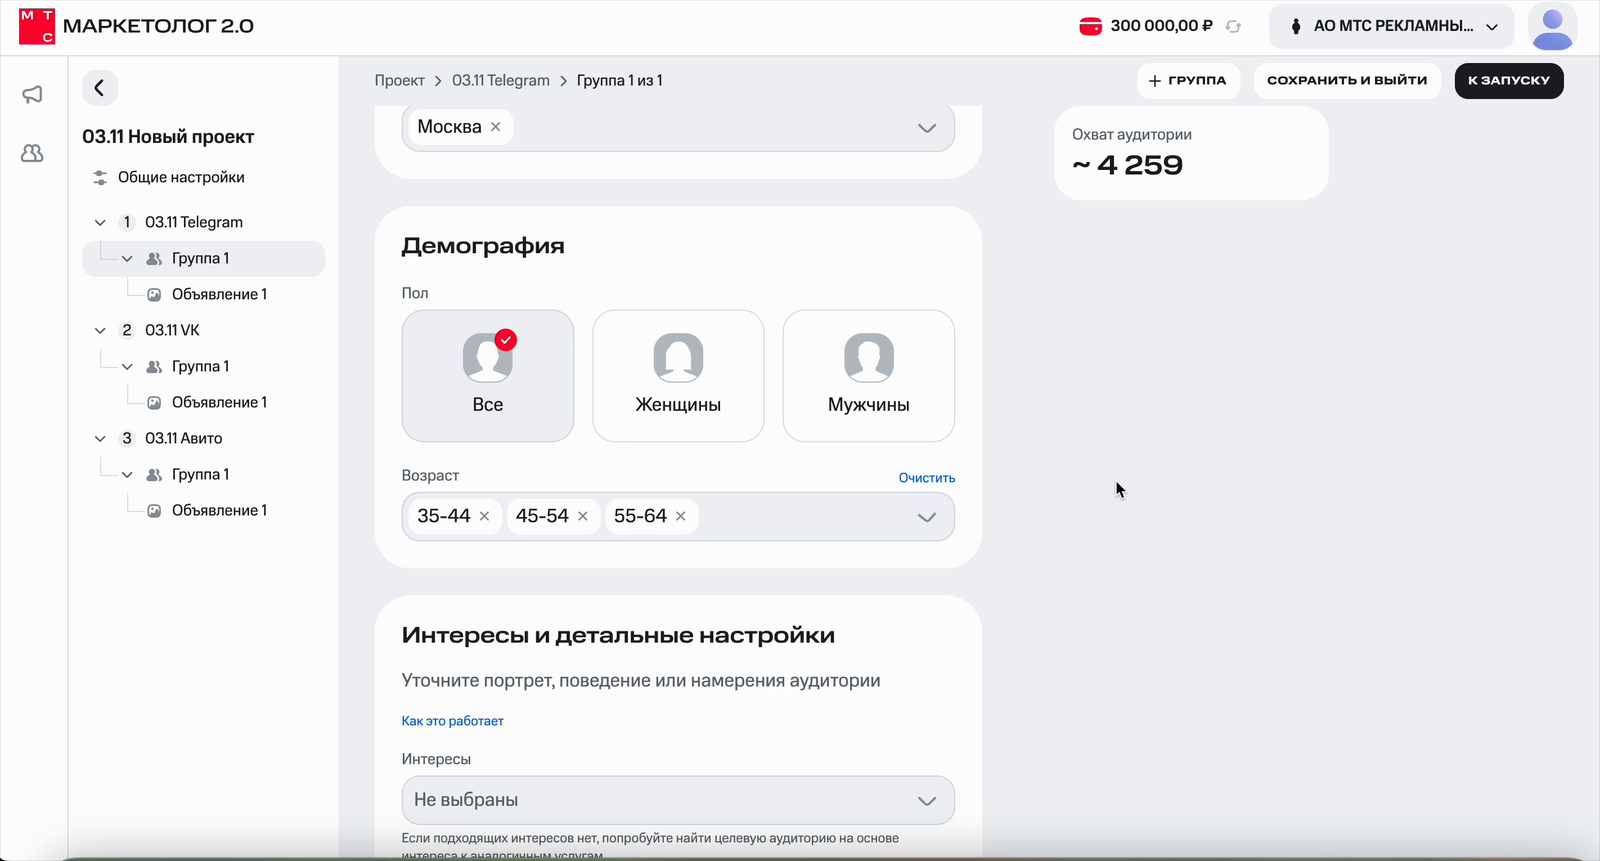 МТС
МАРКЕТОЛОГ 2.0
300 000,00 ₽
АО МТС РЕКЛАМНЫ...
03.11 Новый проект
Общие настройки
1 03.11 Telegram
Группа 1
Объявление 1
2 03.11 VK
Группа 1
Объявление 1
3 03.11 Авито
Группа 1
Объявление 1
Проект > 03.11 Telegram > Группа 1 из 1
+ ГРУППА
СОХРАНИТЬ И ВЫЙТИ
К ЗАПУСКУ
Москва ×
Демография
Пол
Все
Женщины
Мужчины
Возраст
Очистить
35-44 × 45-54 × 55-64 ×
Интересы и детальные настройки
Уточните портрет, поведение или намерения аудитории
Как это работает
Интересы
Не выбраны
Если подходящих интересов нет, попробуйте найти целевую аудиторию на основе
интереса к аналогичным услугам
Охват аудитории
~ 4 259